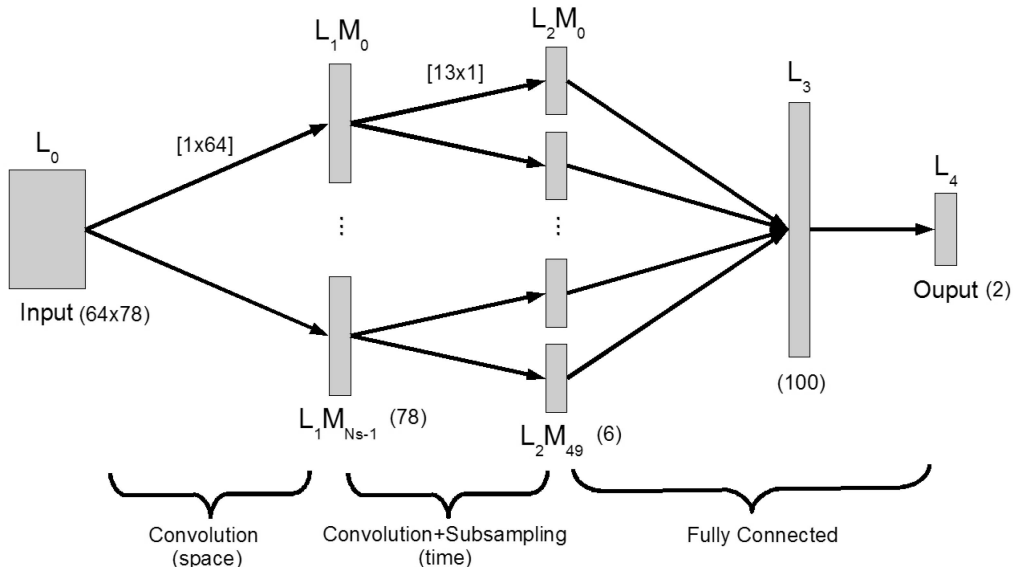 L₀
Input (64x78)
[1x64]
L₁M₀
⋮
L₁M_Ns-1 (78)
[13x1]
L₂M₀
⋮
L₂M₄₉ (6)
L₃
(100)
L₄
Ouput (2)
Convolution
(space)
Convolution+Subsampling
(time)
Fully Connected